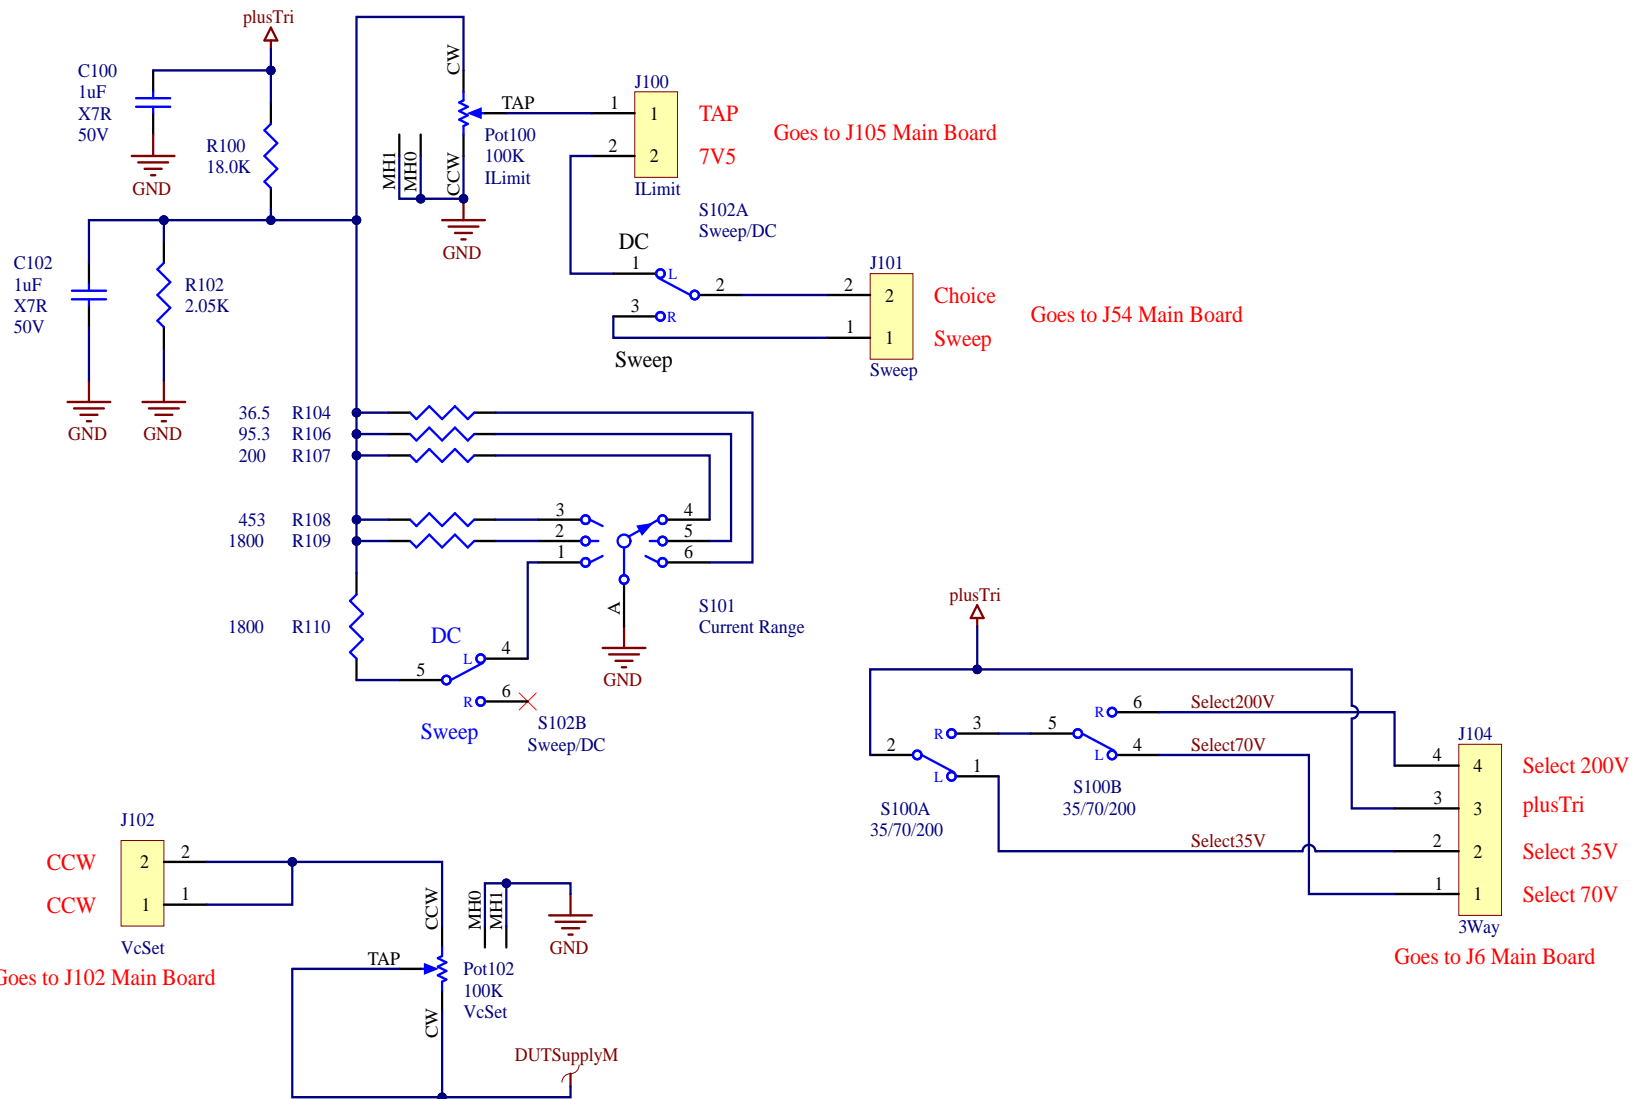 plusTri
C100
1uF
X7R
50V
GND
R100
18.0K
CW
TAP
Pot100
100K
ILimit
MH1
MH0
CCW
GND
J100
1
1
2
2
ILimit
TAP
7V5
Goes to J105 Main Board
S102A
Sweep/DC
DC
1
L
2
3
R
Sweep
J101
2
2
1
1
Sweep
Choice
Sweep
Goes to J54 Main Board
C102
1uF
X7R
50V
GND
R102
2.05K
GND
36.5 R104
95.3 R106
200 R107
453 R108
1800 R109
3
2
1
4
5
6
A
GND
S101
Current Range
1800 R110
DC
5
L
4
R
6
Sweep
S102B
Sweep/DC
plusTri
2
R
3
L
1
S100A
35/70/200
5
R
6
L
4
S100B
35/70/200
Select200V
Select70V
Select35V
J104
4
4
3
3
2
2
1
1
3Way
Select 200V
plusTri
Select 35V
Select 70V
Goes to J6 Main Board
J102
CCW
2
2
CCW
1
1
VcSet
Goes to J102 Main Board
CCW
TAP
CW
Pot102
100K
VcSet
MH0
MH1
GND
DUTSupplyM